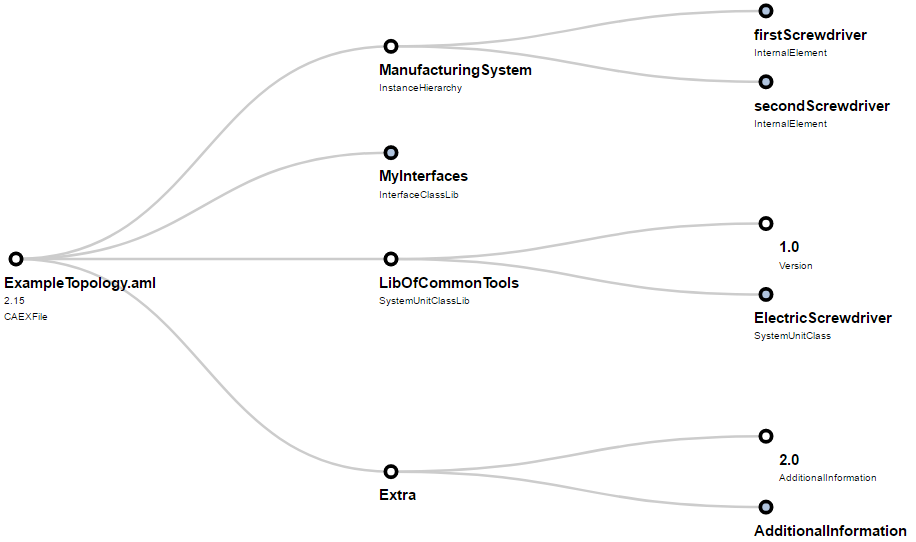 firstScrewdriver
InternalElement
ManufacturingSystem
InstanceHierarchy
secondScrewdriver
InternalElement
MyInterfaces
InterfaceClassLib
1.0
Version
ExampleTopology.aml
2.15
CAEXFile
LibOfCommonTools
SystemUnitClassLib
ElectricScrewdriver
SystemUnitClass
2.0
AdditionalInformation
Extra
AdditionalInformation